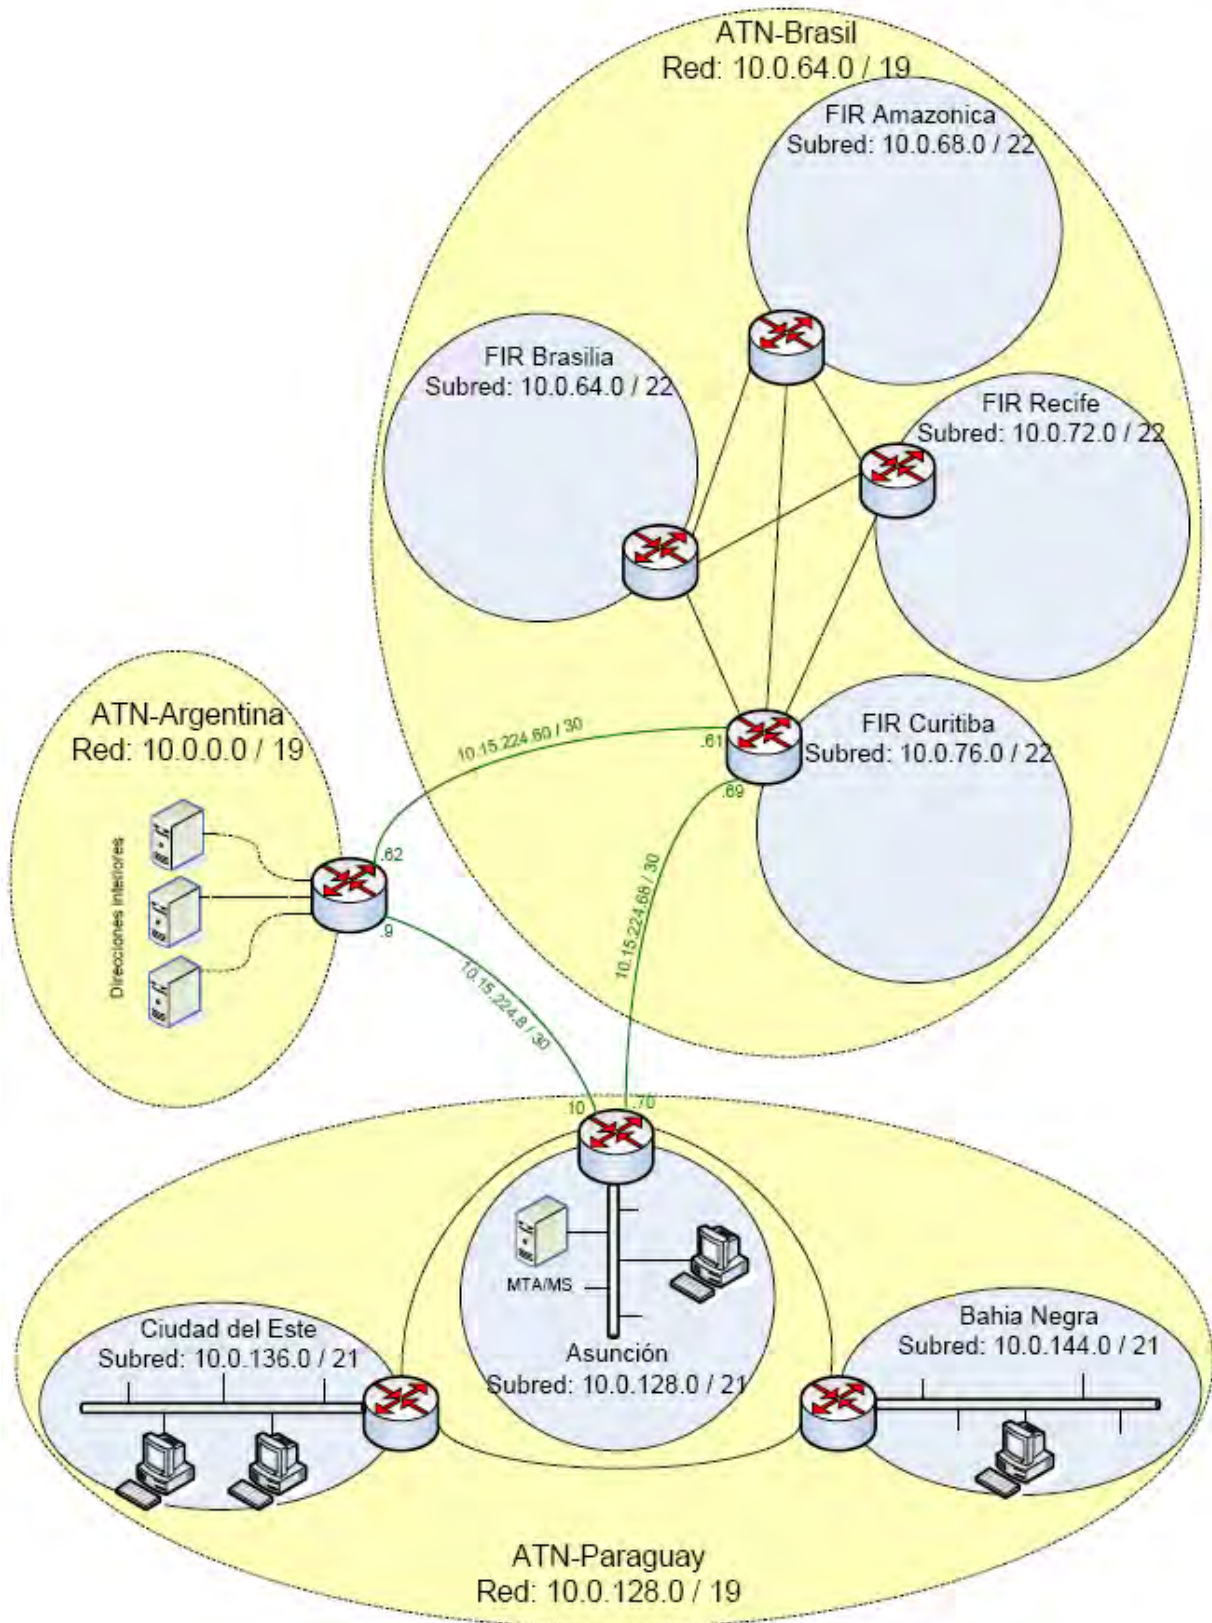 ATN-Brasil
Red: 10.0.64.0 / 19
FIR Amazonica
Subred: 10.0.68.0 / 22
FIR Brasilia
Subred: 10.0.64.0 / 22
FIR Recife
Subred: 10.0.72.0 / 22
FIR Curitiba
Subred: 10.0.76.0 / 22
ATN-Argentina
Red: 10.0.0.0 / 19
Direcciones interiores
10.15.224.60 / 30
.61
.69
.62
.9
10.15.224.68 / 30
10.15.224.8 / 30
10
.70
MTA/MS
Asunción
Subred: 10.0.128.0 / 21
Ciudad del Este
Subred: 10.0.136.0 / 21
Bahia Negra
Subred: 10.0.144.0 / 21
ATN-Paraguay
Red: 10.0.128.0 / 19